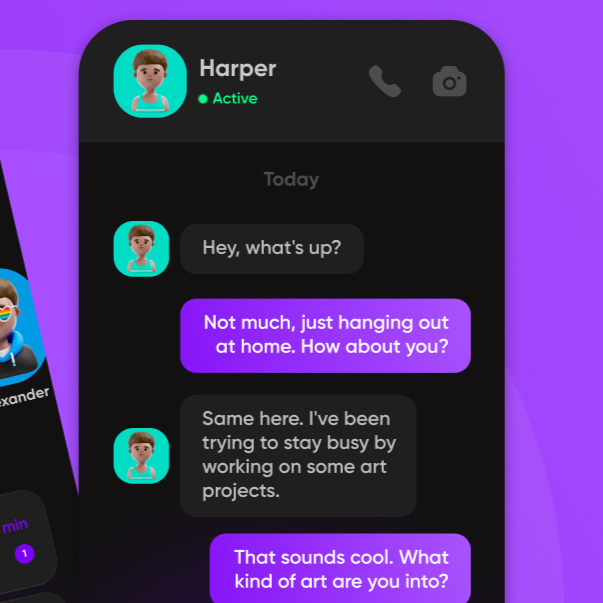 Harper
Active
Today
Hey, what's up?
Not much, just hanging out
at home. How about you?
Same here. I've been
trying to stay busy by
working on some art
projects.
That sounds cool. What
kind of art are you into?
min
1